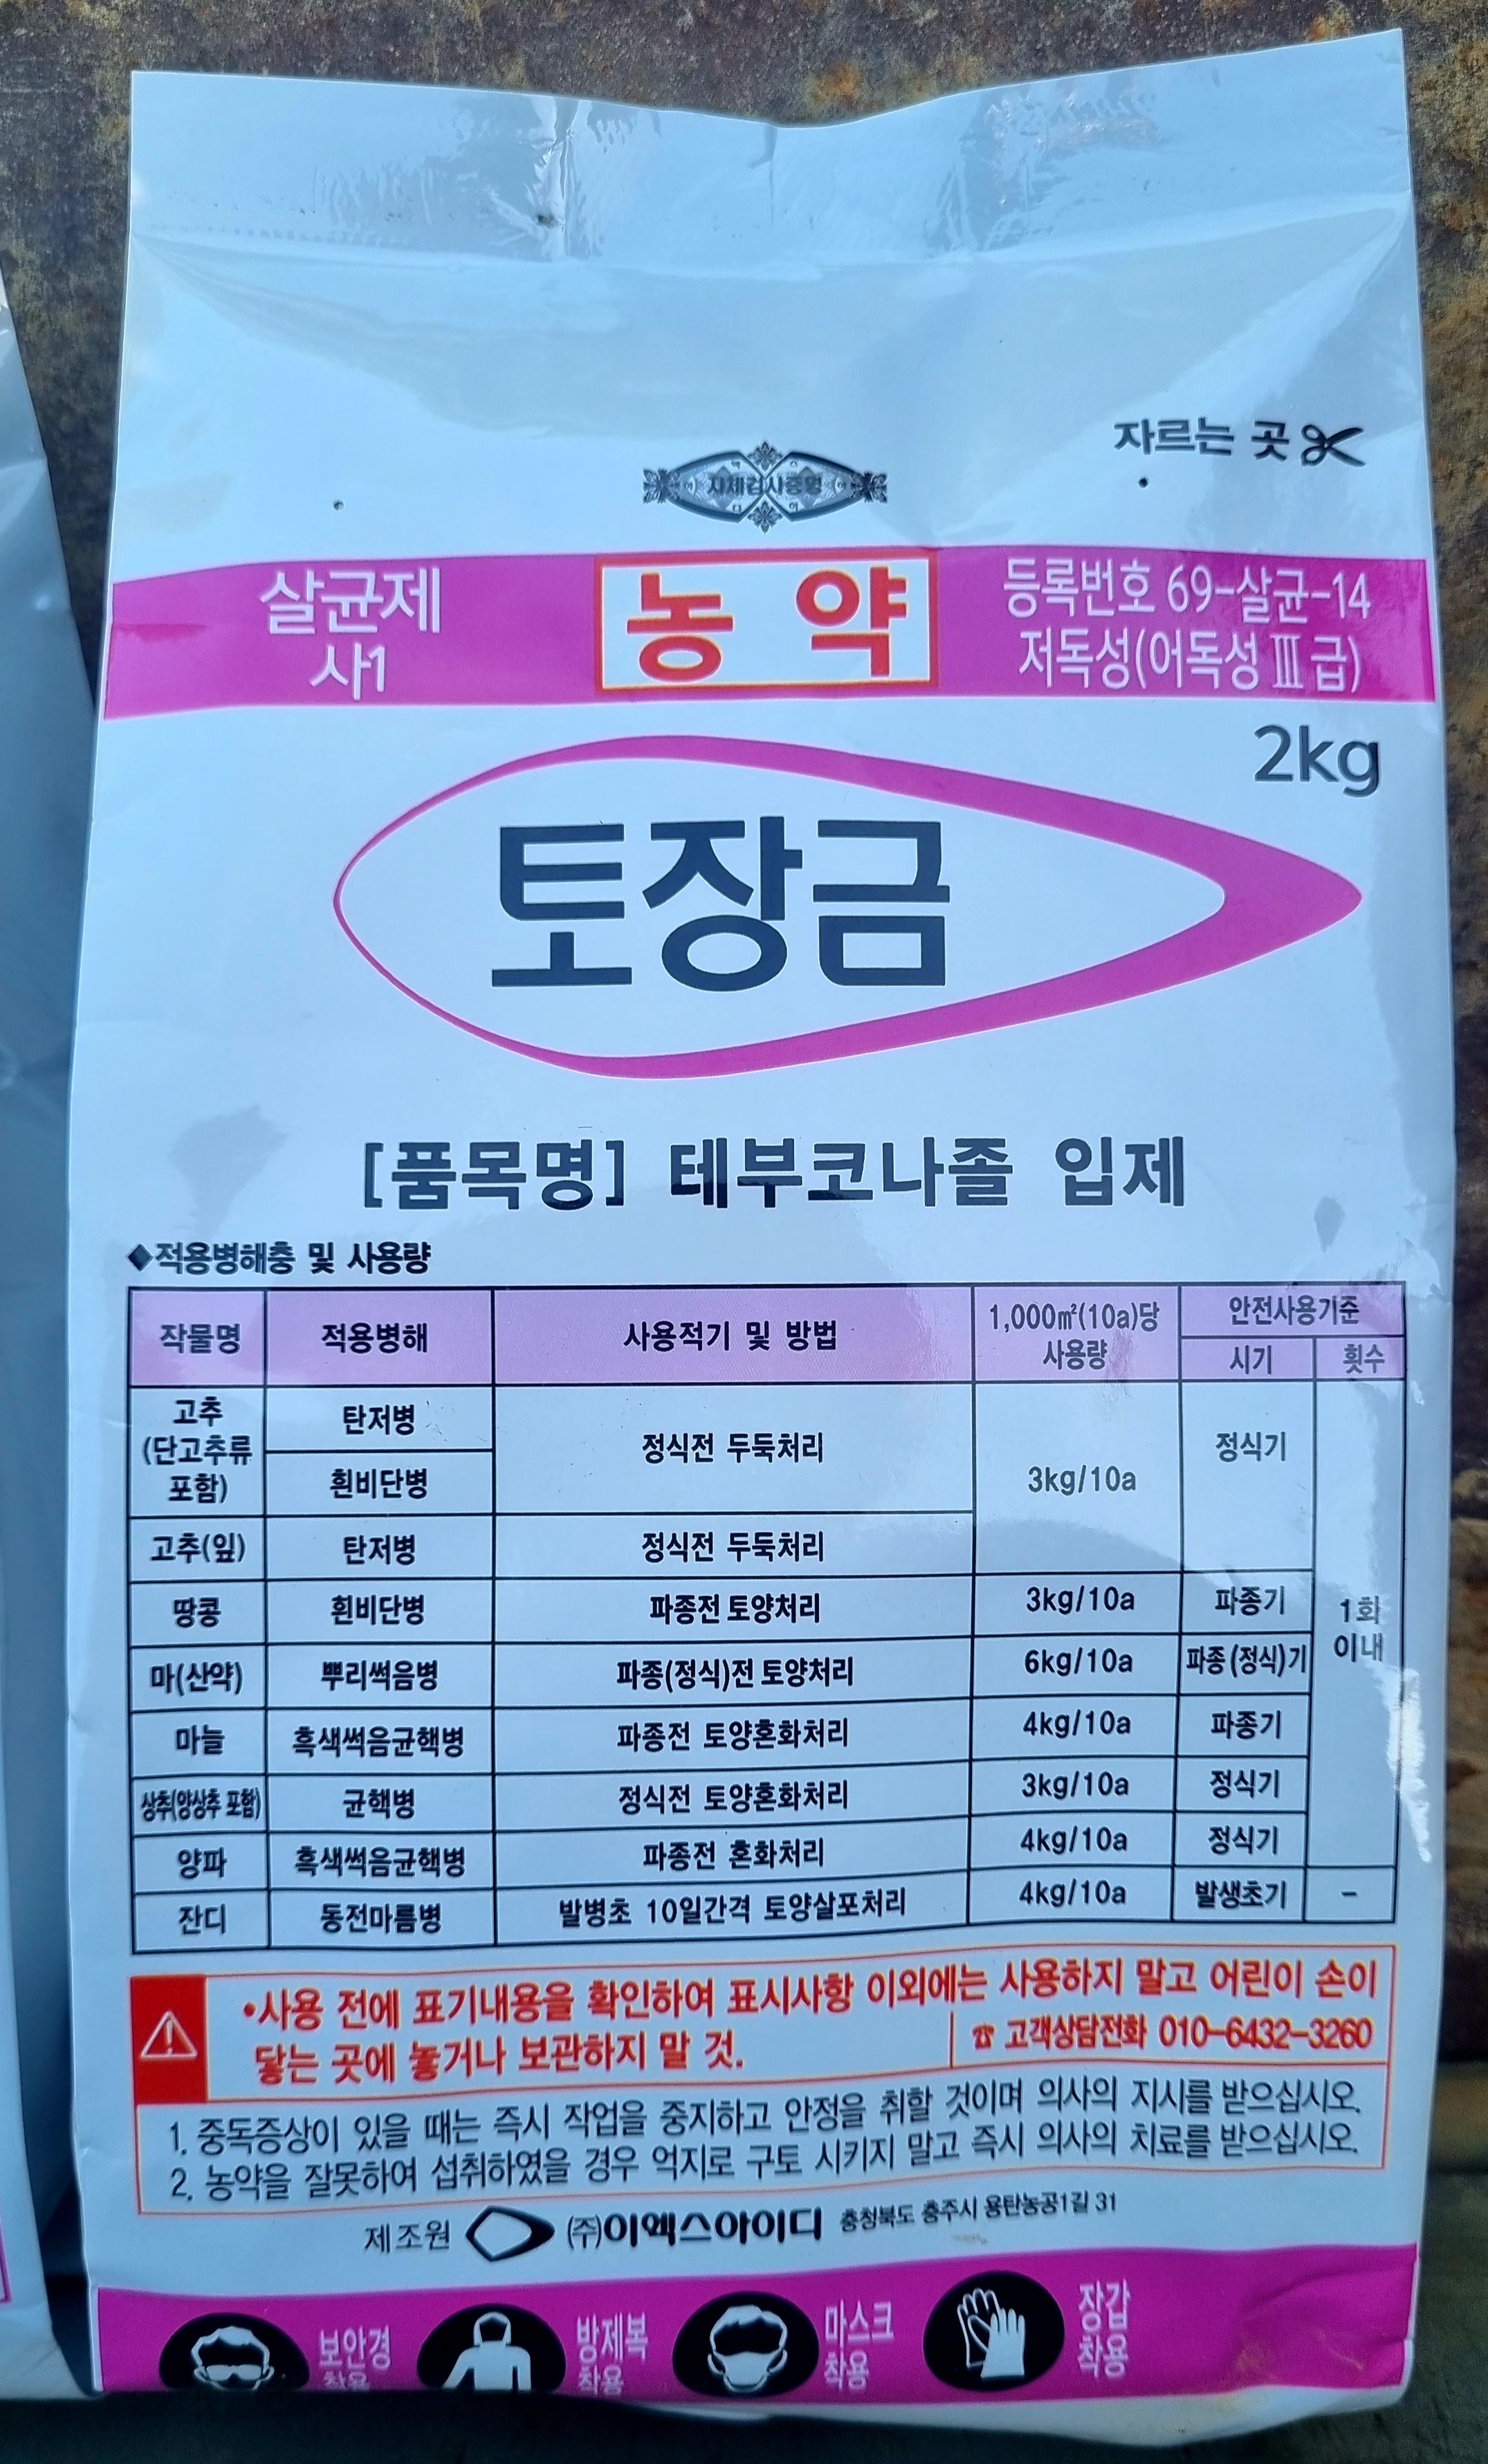 자르는 곳
자체검사증명
살균제
사1
농 약
등록번호 69-살균-14
저독성(어독성Ⅲ급)
2kg
토장금
[품목명] 테부코나졸 입제
◆적용병해충 및 사용량
작물명 적용병해 사용적기 및 방법 1,000㎡(10a)당 사용량 안전사용기준
시기 횟수
고추(단고추류 포함) 탄저병 정식전 두둑처리 3kg/10a 정식기 1회 이내
흰비단병
고추(잎) 탄저병 정식전 두둑처리
땅콩 흰비단병 파종전 토양처리 3kg/10a 파종기
마(산약) 뿌리썩음병 파종(정식)전 토양처리 6kg/10a 파종(정식)기
마늘 흑색썩음균핵병 파종전 토양혼화처리 4kg/10a 파종기
상추(양상추 포함) 균핵병 정식전 토양혼화처리 3kg/10a 정식기
양파 흑색썩음균핵병 파종전 혼화처리 4kg/10a 정식기
잔디 동전마름병 발병초 10일간격 토양살포처리 4kg/10a 발생초기 -
•사용 전에 표기내용을 확인하여 표시사항 이외에는 사용하지 말고 어린이 손이
닿는 곳에 놓거나 보관하지 말 것.
☎ 고객상담전화 010-6432-3260
1. 중독증상이 있을 때는 즉시 작업을 중지하고 안정을 취할 것이며 의사의 지시를 받으십시오.
2. 농약을 잘못하여 섭취하였을 경우 억지로 구토 시키지 말고 즉시 의사의 치료를 받으십시오.
제조원 (주)이엑스아이디 충청북도 충주시 용탄농공1길 31
보안경
착용
방제복
착용
마스크
착용
장갑
착용